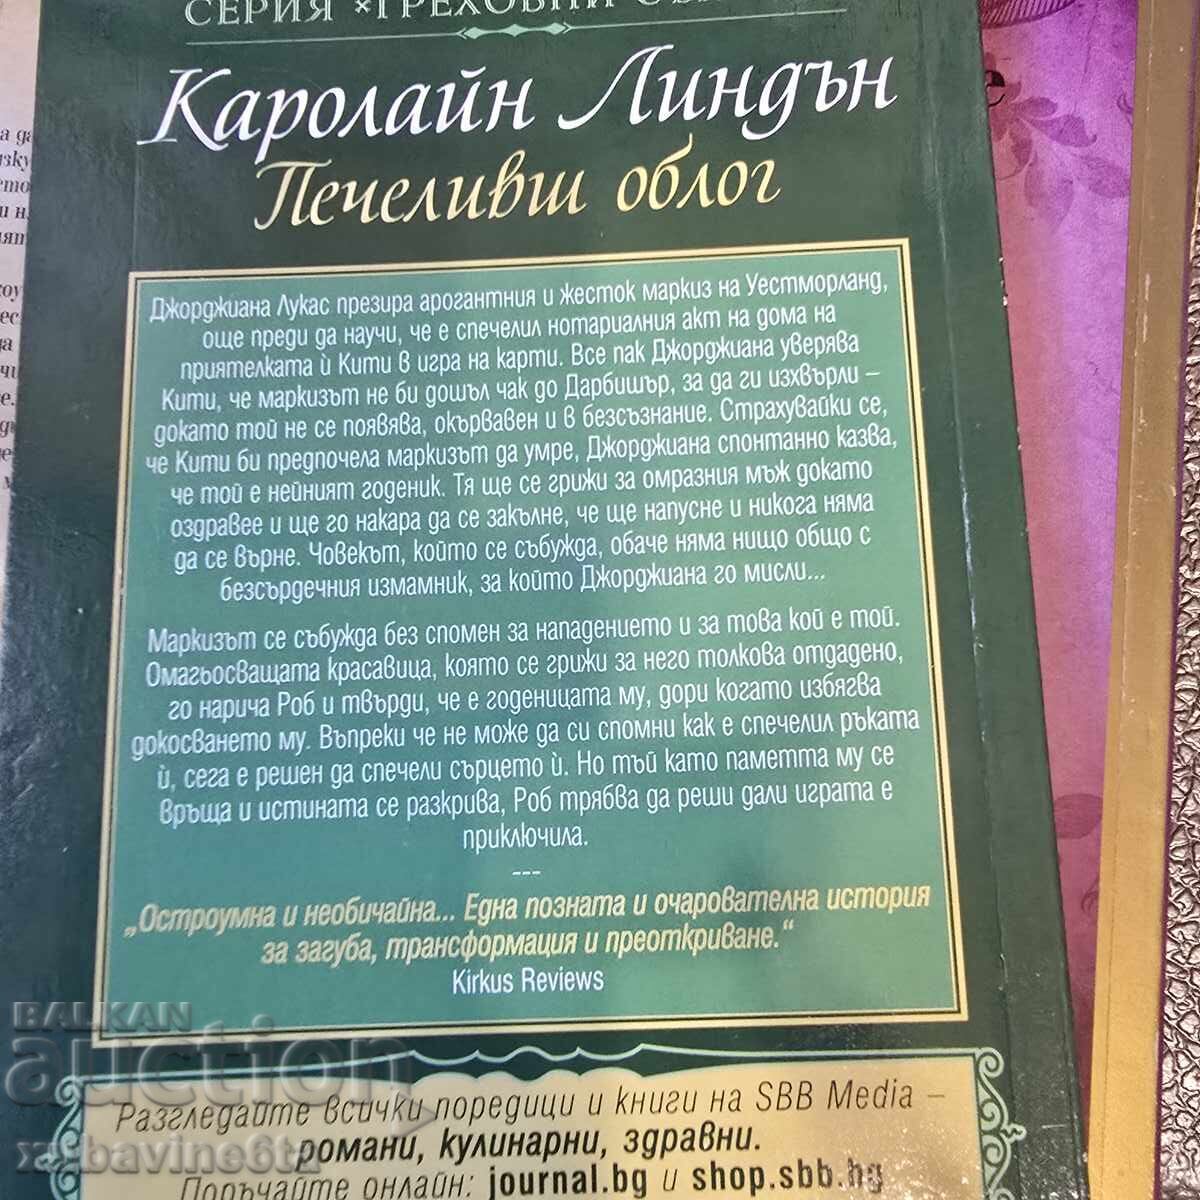 СЕРИЯ ГРЕХОВНИ
Каролайн Линдън
Печеливш облог
Джорджиана Лукас презира арогантния и жесток маркиз на Уестморланд,
още преди да научи, че е спечелил нотариалния акт на дома на
приятелката ѝ Кити в игра на карти. Все пак Джорджиана уверява
Кити, че маркизът не би дошъл чак до Дарбишър, за да ги изхвърли –
докато той не се появява, окървавен и в безсъзнание. Страхувайки се,
че Кити би предпочела маркизът да умре, Джорджиана спонтанно казва,
че той е нейният годеник. Тя ще се грижи за омразния мъж докато
оздравее и ще го накара да се закълне, че ще напусне и никога няма
да се върне. Човекът, който се събужда, обаче няма нищо общо с
безсърдечния измамник, за който Джорджиана го мисли...
Маркизът се събужда без спомен за нападението и за това кой е той.
Омагьосващата красавица, която се грижи за него толкова отдадено,
го нарича Роб и твърди, че е годеницата му, дори когато избягва
докосването му. Въпреки че не може да си спомни как е спечелил ръката
ѝ, сега е решен да спечели сърцето ѝ. Но тъй като паметта му се
връща и истината се разкрива, Роб трябва да реши дали играта е
приключила.
---
„Остроумна и необичайна... Една позната и очарователна история
за загуба, трансформация и преоткриване.“
Kirkus Reviews
Разгледайте всички поредици и книги на SBB Media –
романи, кулинарни, здравни.
Поръчайте онлайн: journal.bg и shop.sbb.bg
BALKAN
auction